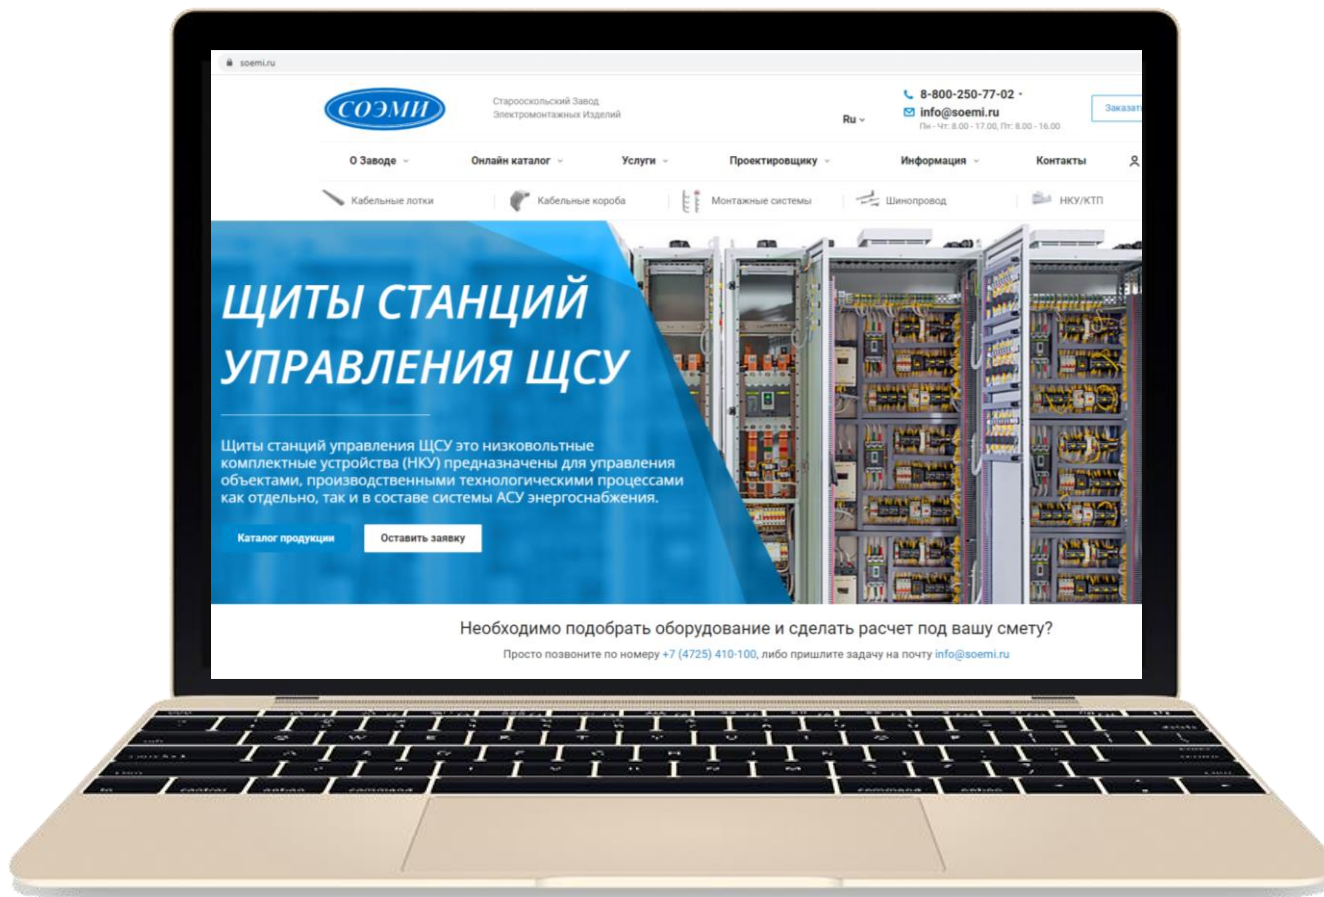 soemi.ru
СОЭМИ
Старооскольский Завод
Электромонтажных Изделий
Ru
8-800-250-77-02
info@soemi.ru
Пн - Чт: 8.00 - 17.00, Пт: 8.00 - 16.00
О Заводе
Онлайн каталог
Услуги
Проектировщику
Информация
Контакты
Кабельные лотки
Кабельные короба
Монтажные системы
Шинопровод
НКУ/КТП
ЩИТЫ СТАНЦИЙ
УПРАВЛЕНИЯ ЩСУ
Щиты станций управления ЩСУ это низковольтные
комплектные устройства (НКУ) предназначены для управления
объектами, производственными технологическими процессами
как отдельно, так и в составе системы АСУ энергоснабжения.
Каталог продукции
Оставить заявку
Необходимо подобрать оборудование и сделать расчет под вашу смету?
Просто позвоните по номеру +7 (4725) 410-100, либо пришлите задачу на почту info@soemi.ru